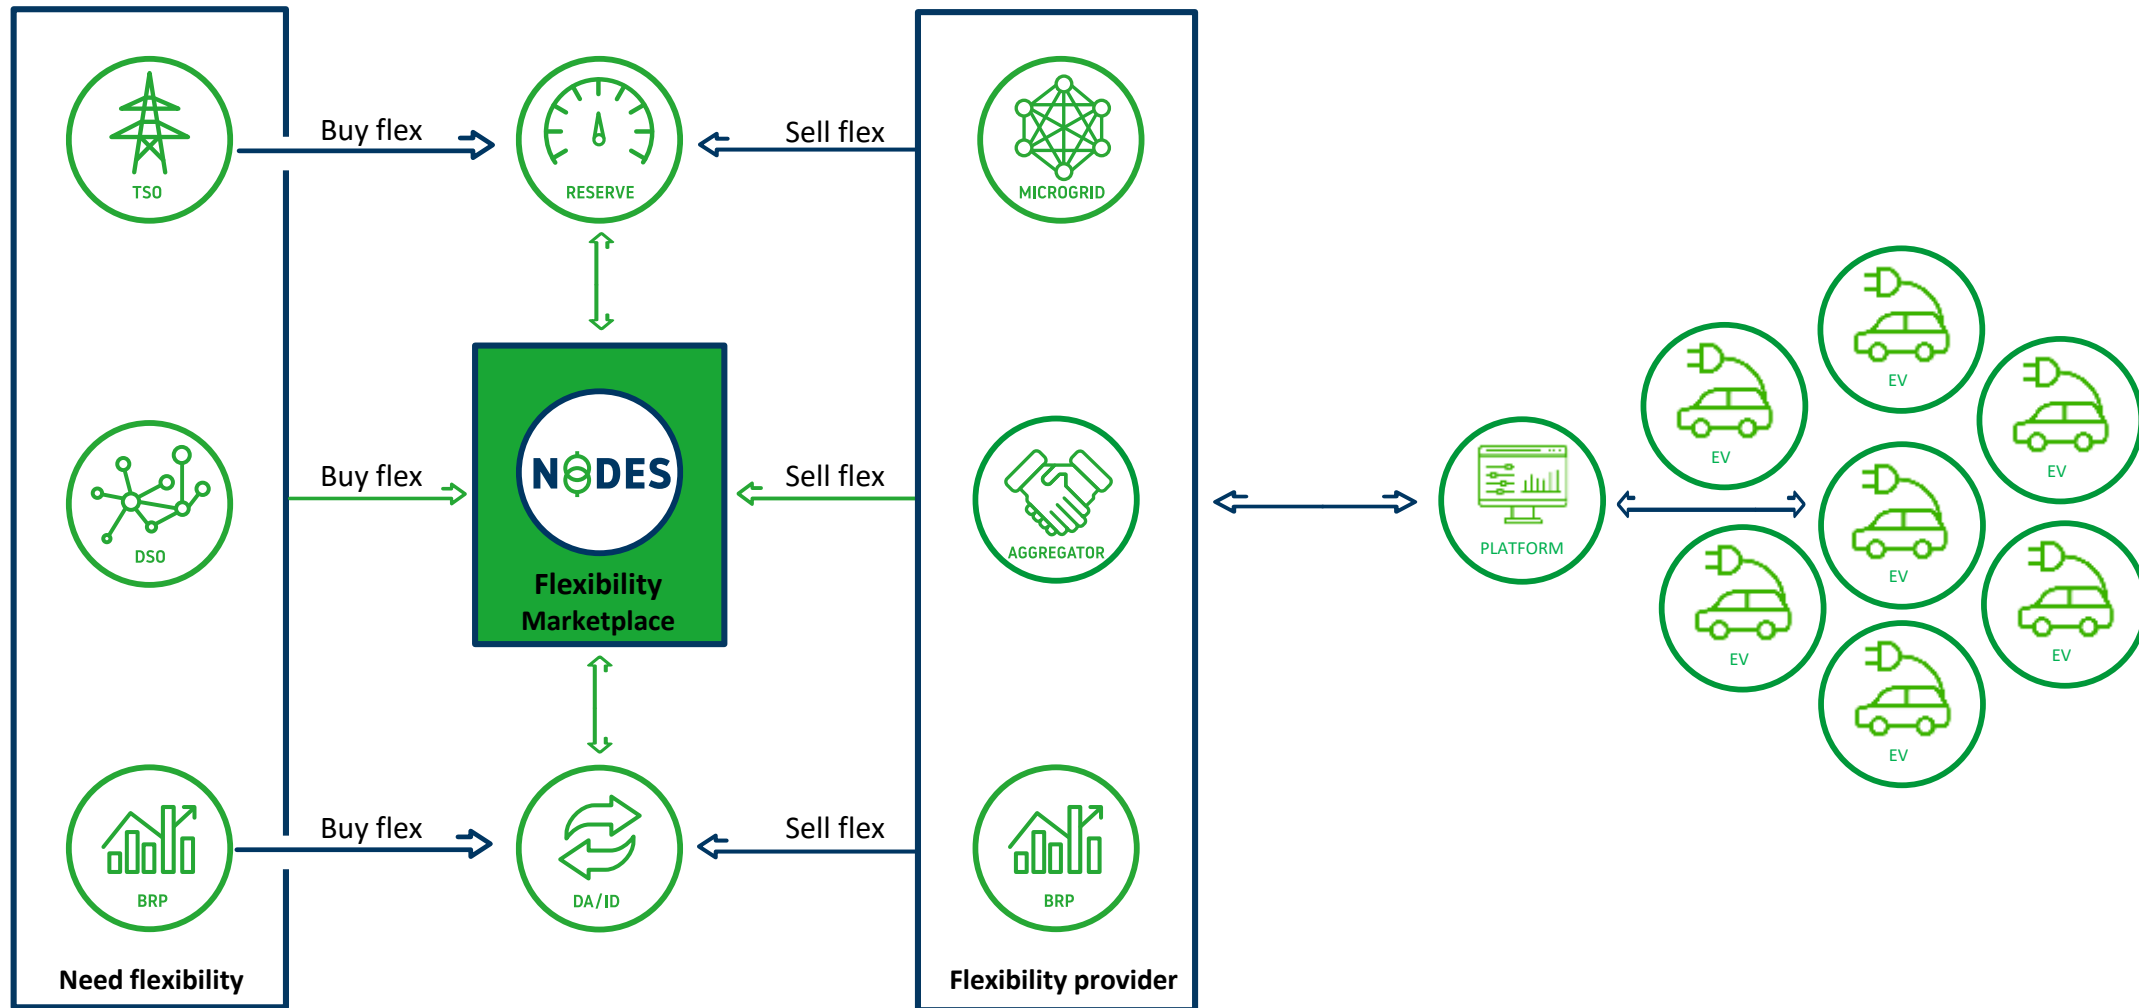 TSO
Buy flex
RESERVE
Sell flex
MICROGRID
DSO
Buy flex
NODES
Flexibility
Marketplace
Sell flex
AGGREGATOR
BRP
Buy flex
DA/ID
Sell flex
BRP
Need flexibility
Flexibility provider
PLATFORM
EV
EV
EV
EV
EV
EV
EV